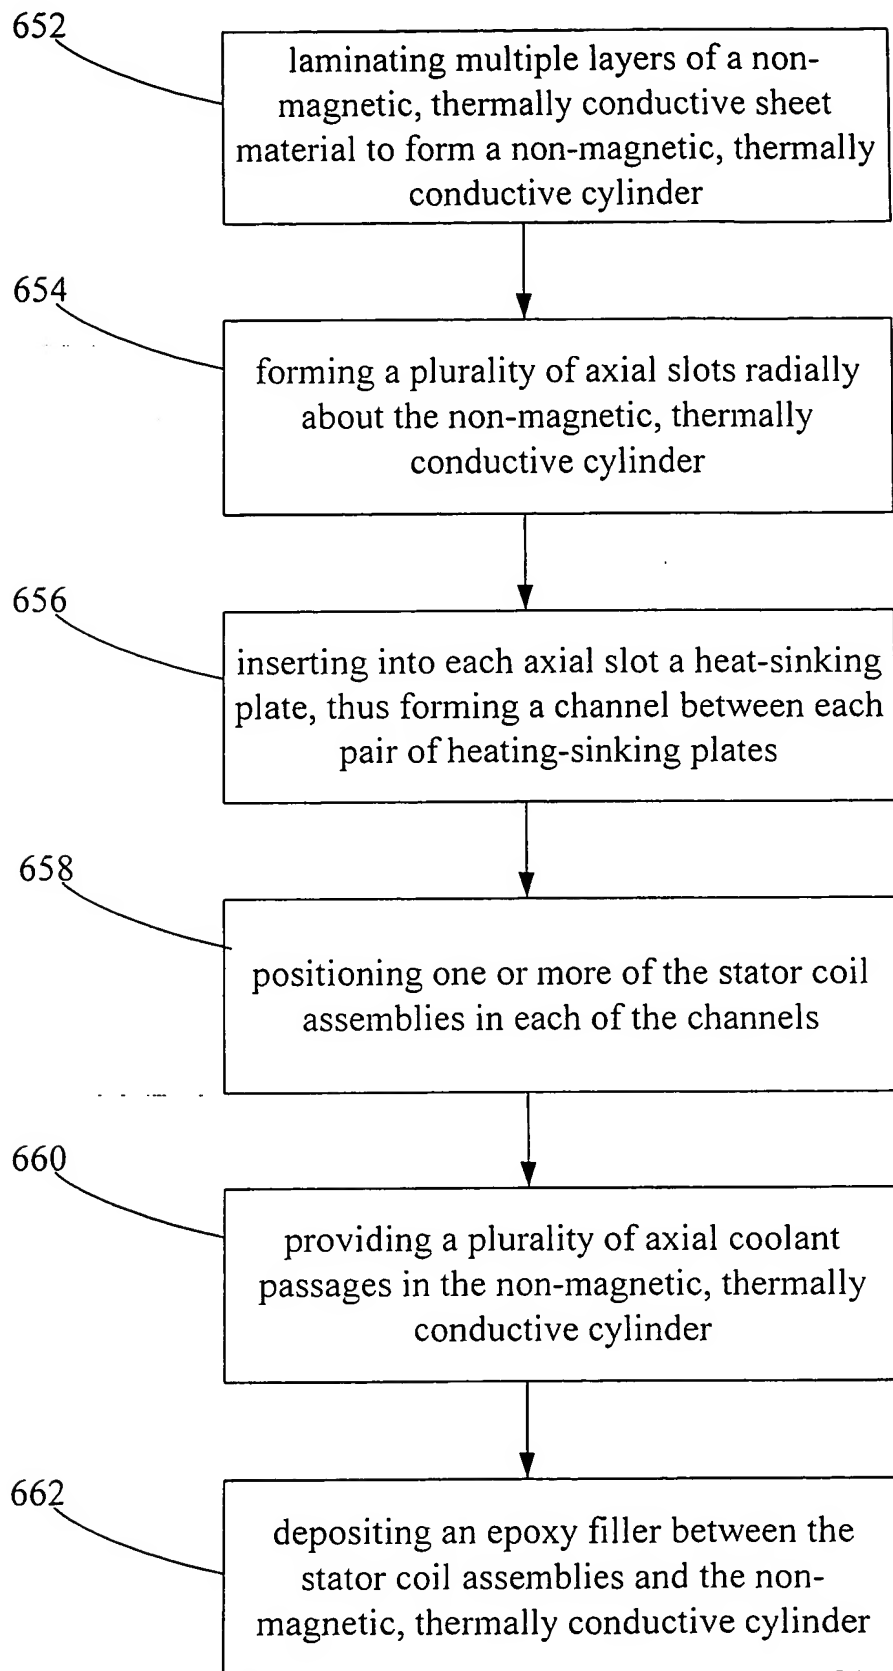 652
laminating multiple layers of a non-
magnetic, thermally conductive sheet
material to form a non-magnetic, thermally
conductive cylinder
654
forming a plurality of axial slots radially
about the non-magnetic, thermally
conductive cylinder
656
inserting into each axial slot a heat-sinking
plate, thus forming a channel between each
pair of heating-sinking plates
658
positioning one or more of the stator coil
assemblies in each of the channels
660
providing a plurality of axial coolant
passages in the non-magnetic, thermally
conductive cylinder
662
depositing an epoxy filler between the
stator coil assemblies and the non-
magnetic, thermally conductive cylinder